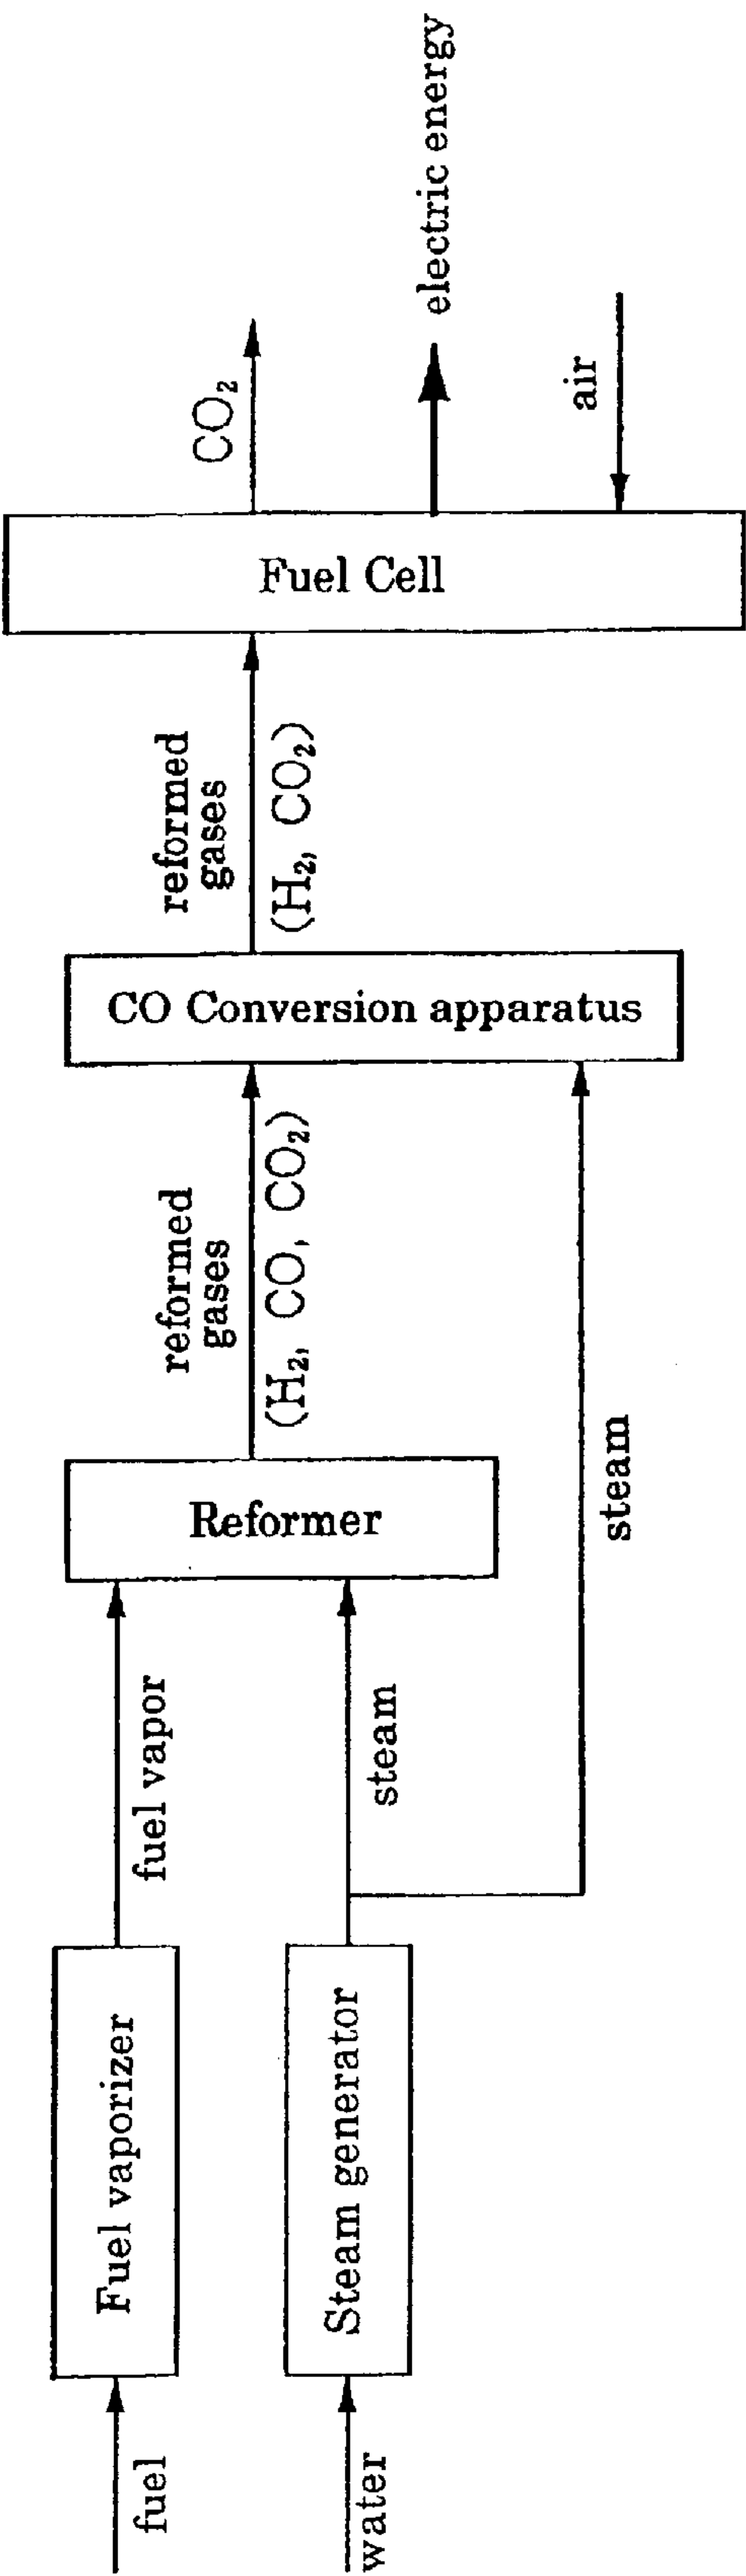 fuel
Fuel vaporizer
fuel vapor
water
Steam generator
steam
steam
Reformer
reformed
gases
(H₂, CO, CO₂)
CO Conversion apparatus
reformed
gases
(H₂, CO₂)
Fuel Cell
CO₂
electric energy
air